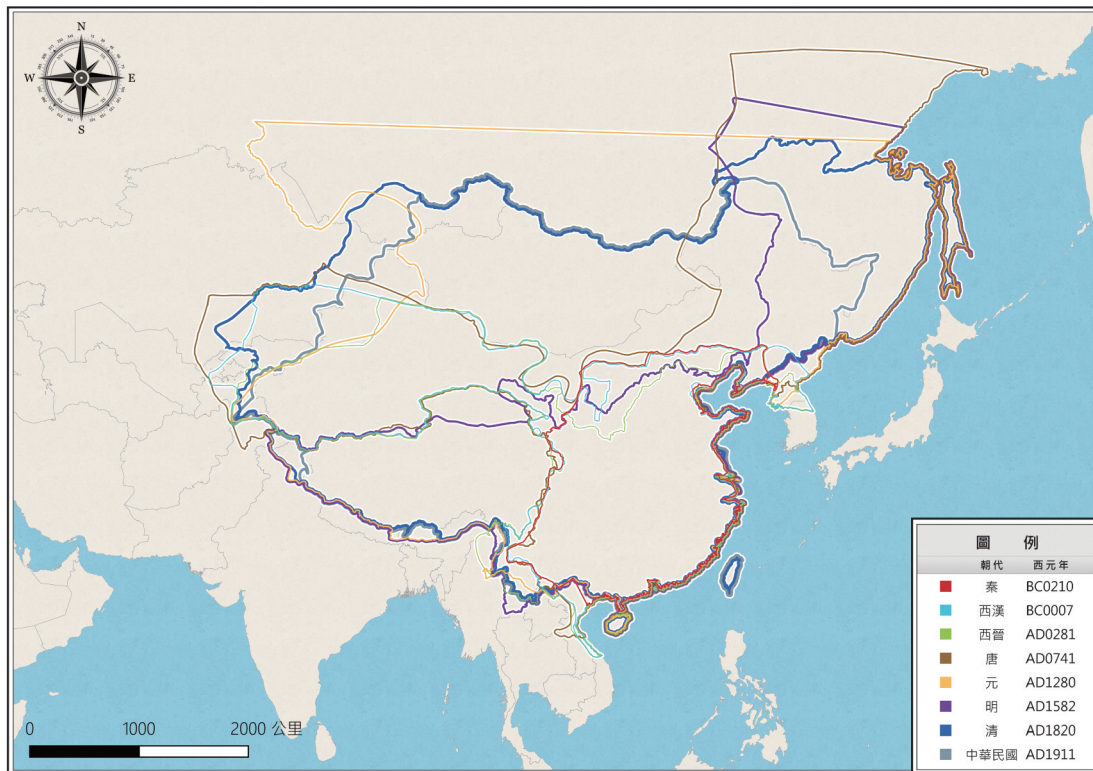 N
W E
S
0 1000 2000 公里
圖 例
朝代 西元年
秦 BC0210
西漢 BC0007
西晉 AD0281
唐 AD0741
元 AD1280
明 AD1582
清 AD1820
中華民國 AD1911